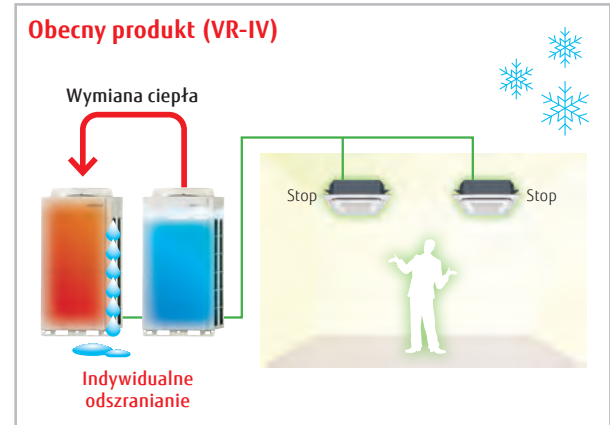 Obecny produkt (VR-IV)
Wymiana ciepła
Stop
Stop
Indywidualne
odszranianie